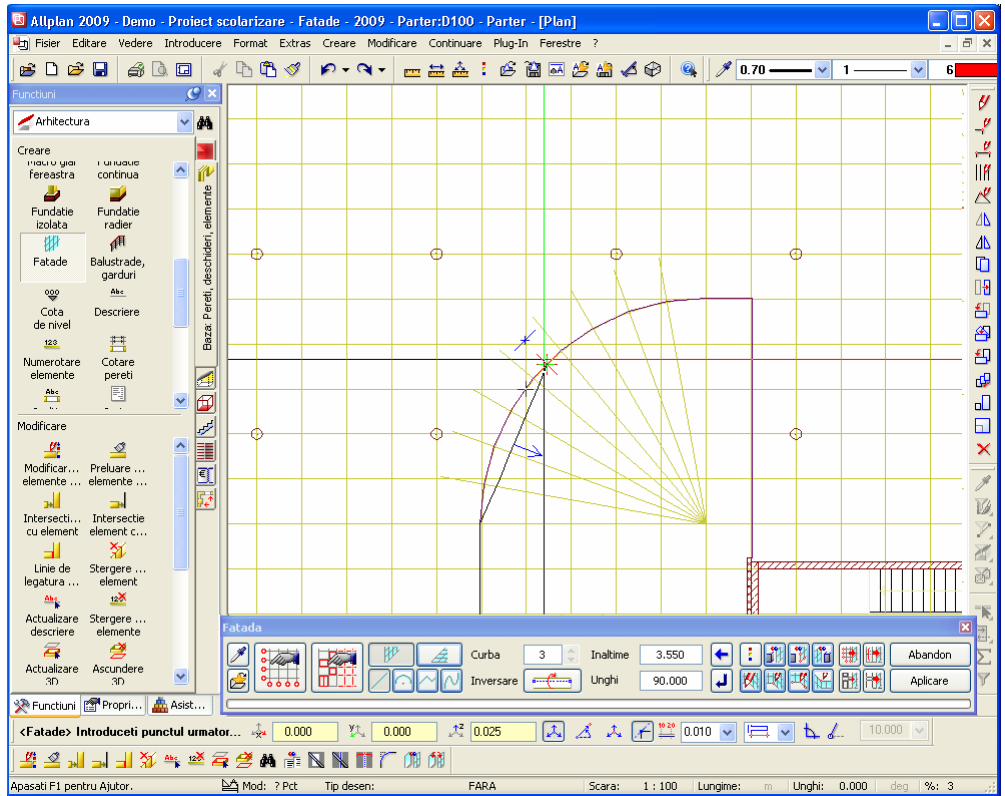 Allplan 2009 - Demo - Proiect scolarizare - Fatade - 2009 - Parter:D100 - Parter - [Plan]
Fisier Editare Vedere Introducere Format Extras Creare Modificare Continuare Plug-In Ferestre ?
0.70 1 6
Functiuni
Arhitectura
Creare
fereastra continua
Fundatie Fundatie
izolata radier
Fatade Balustrade,
garduri
Cota Descriere
de nivel
Numerotare Cotare
elemente pereti
Baza: Pereti, deschideri, elemente
Modificare
Modificar... Preluare ...
elemente ... elemente ...
Intersecti... Intersectie
cu element element c...
Linie de Stergere ...
legatura ... element
Actualizare Stergere ...
descriere elemente
Actualizare Ascundere
3D 3D
Functiuni Propri... Asist...
Fatada
Curba 3 Inaltime 3.550 Abandon
Inversare Unghi 90.000 Aplicare
<Fatade> Introduceti punctul urmator... 0.000 0.000 0.025 0.010 10.000
Apasati F1 pentru Ajutor. Mod: ? Pct Tip desen: FARA Scara: 1 : 100 Lungime: m Unghi: 0.000 deg %: 3